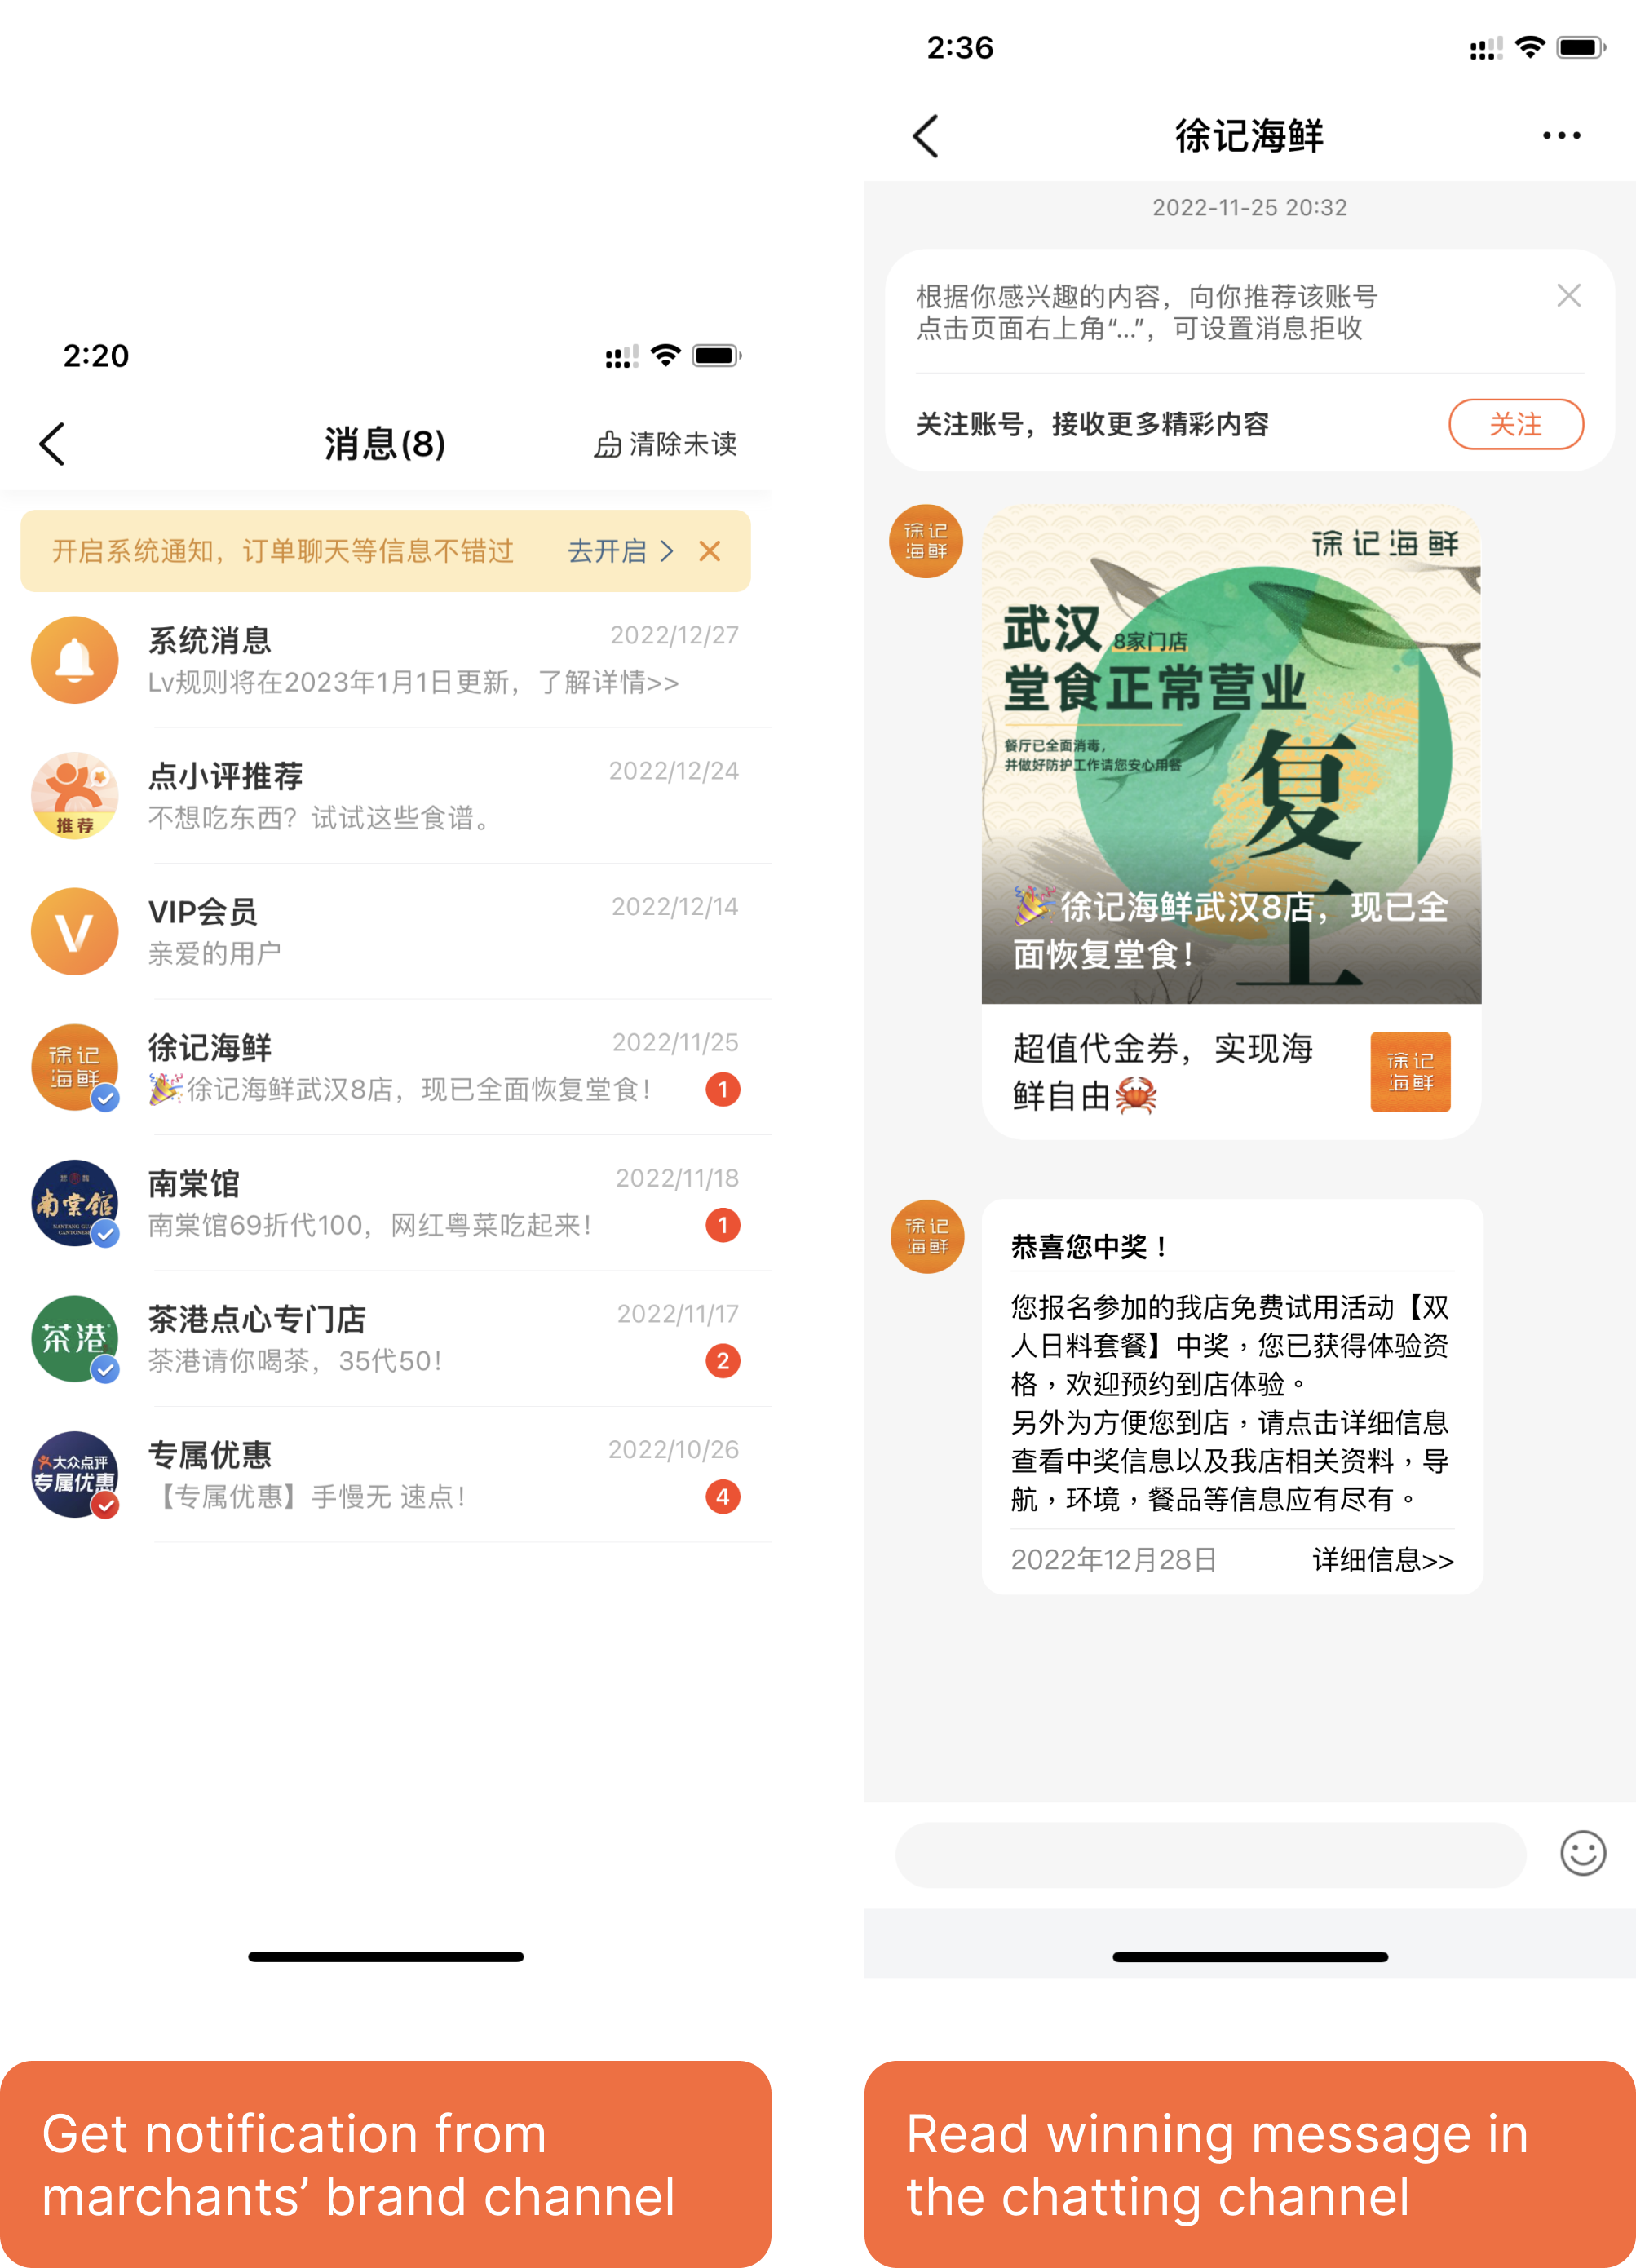 2:20
消息(8)
清除未读
开启系统通知，订单聊天等信息不错过
去开启
系统消息
2022/12/27
Lv规则将在2023年1月1日更新，了解详情>>
推荐
点小评推荐
2022/12/24
不想吃东西？试试这些食谱。
V
VIP会员
2022/12/14
亲爱的用户
徐记
海鲜
徐记海鲜
2022/11/25
🎉徐记海鲜武汉8店，现已全面恢复堂食！
1
南棠馆
南棠馆
2022/11/18
南棠馆69折代100，网红粤菜吃起来！
1
茶港
茶港点心专门店
2022/11/17
茶港请你喝茶，35代50！
2
大众点评
专属优惠
专属优惠
2022/10/26
【专属优惠】手慢无 速点！
4
Get notification from
marchants’ brand channel
2:36
徐记海鲜
2022-11-25 20:32
根据你感兴趣的内容，向你推荐该账号
点击页面右上角“...”，可设置消息拒收
关注账号，接收更多精彩内容
关注
徐记
海鲜
徐记海鲜
武汉 8家门店
堂食正常营业
餐厅已全面消毒，
并做好防护工作请您安心用餐
复工
🎉徐记海鲜武汉8店，现已全
面恢复堂食！
超值代金券，实现海
鲜自由🦀
徐记
海鲜
徐记
海鲜
恭喜您中奖！
您报名参加的我店免费试用活动【双
人日料套餐】中奖，您已获得体验资
格，欢迎预约到店体验。
另外为方便您到店，请点击详细信息
查看中奖信息以及我店相关资料，导
航，环境，餐品等信息应有尽有。
2022年12月28日
详细信息>>
Read winning message in
the chatting channel